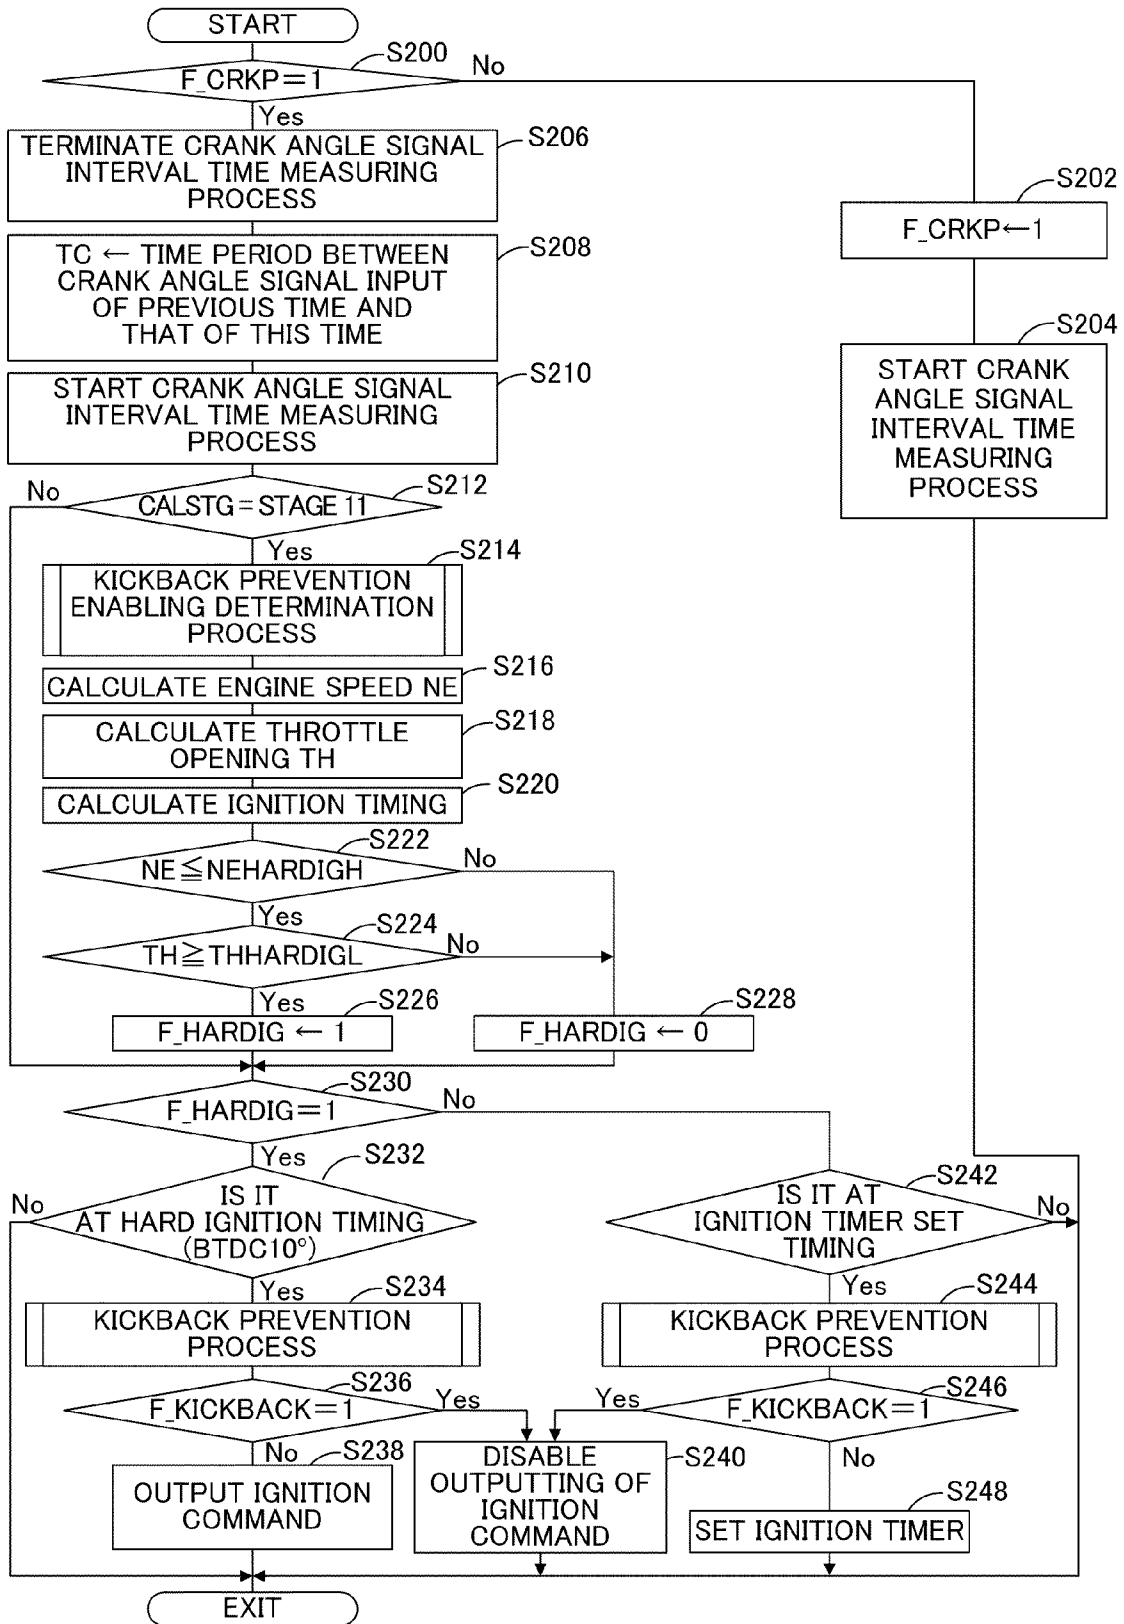 START
S200
F_CRKP=1
No
Yes
S206
TERMINATE CRANK ANGLE SIGNAL
INTERVAL TIME MEASURING
PROCESS
S202
F_CRKP←1
S208
TC ← TIME PERIOD BETWEEN
CRANK ANGLE SIGNAL INPUT
OF PREVIOUS TIME AND
THAT OF THIS TIME
S204
START CRANK
ANGLE SIGNAL
INTERVAL TIME
MEASURING
PROCESS
S210
START CRANK ANGLE SIGNAL
INTERVAL TIME MEASURING
PROCESS
No
S212
CALSTG=STAGE 11
Yes
S214
KICKBACK PREVENTION
ENABLING DETERMINATION
PROCESS
S216
CALCULATE ENGINE SPEED NE
S218
CALCULATE THROTTLE
OPENING TH
S220
CALCULATE IGNITION TIMING
S222
NE≦NEHARDIGH
No
Yes
S224
TH≧THHARDIGL
No
Yes
S226
F_HARDIG ← 1
S228
F_HARDIG ← 0
S230
F_HARDIG=1
No
Yes
S232
No
IS IT
AT HARD IGNITION TIMING
(BTDC10°)
S242
IS IT AT
IGNITION TIMER SET
TIMING
No
Yes
S234
KICKBACK PREVENTION
PROCESS
Yes
S244
KICKBACK PREVENTION
PROCESS
S236
F_KICKBACK=1
Yes
S246
Yes
F_KICKBACK=1
No
S238
OUTPUT IGNITION
COMMAND
S240
DISABLE
OUTPUTTING OF
IGNITION
COMMAND
No
S248
SET IGNITION TIMER
EXIT